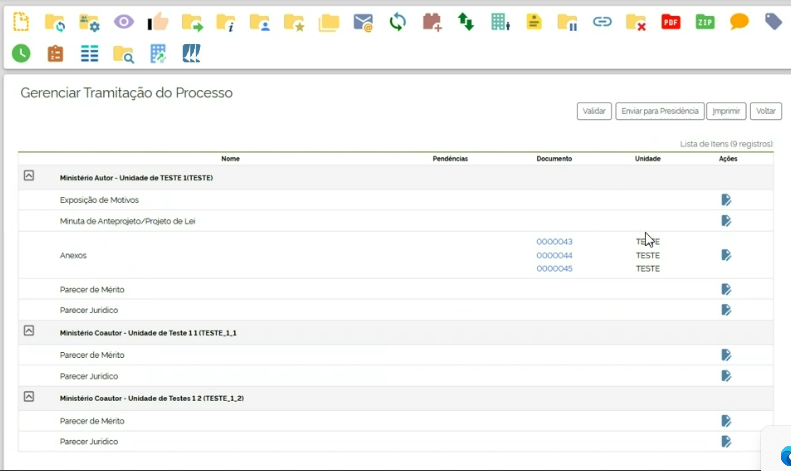 PDF
ZIP
Gerenciar Tramitação do Processo
Validar Enviar para Presidência Imprimir Voltar
Lista de Itens (9 registros):
Nome Pendências Documento Unidade Ações
Ministério Autor - Unidade de TESTE 1(TESTE)
Exposição de Motivos
Minuta de Anteprojeto/Projeto de Lei
Anexos
0000043 TESTE
0000044 TESTE
0000045 TESTE
Parecer de Mérito
Parecer Jurídico
Ministério Coautor - Unidade de Teste 1 1 (TESTE_1_1
Parecer de Mérito
Parecer Jurídico
Ministério Coautor - Unidade de Testes 1 2 (TESTE_1_2)
Parecer de Mérito
Parecer Jurídico